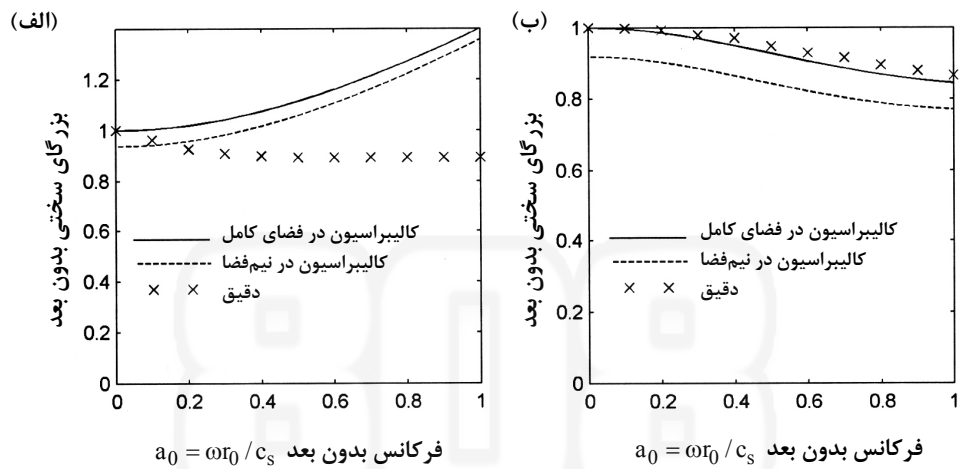 (الف)
بزرگای سختی بدون بعد
1.2
1
0.8
0.6
0.4
0.2
0
کالیبراسیون در فضای کامل
کالیبراسیون در نیم‌فضا
دقیق
0 0.2 0.4 0.6 0.8 1
فرکانس بدون بعد a₀ = ωr₀ / cₛ
(ب)
بزرگای سختی بدون بعد
1
0.8
0.6
0.4
0.2
0
کالیبراسیون در فضای کامل
کالیبراسیون در نیم‌فضا
دقیق
0 0.2 0.4 0.6 0.8 1
فرکانس بدون بعد a₀ = ωr₀ / cₛ